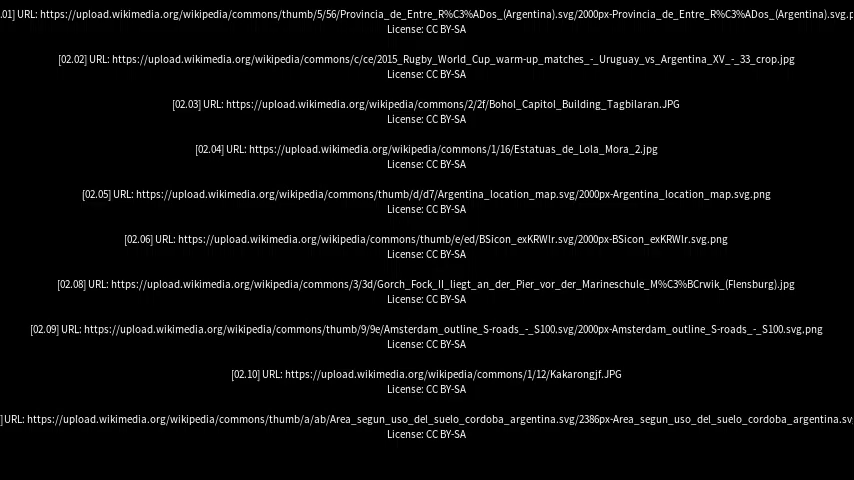 .01] URL: https://upload.wikimedia.org/wikipedia/commons/thumb/5/56/Provincia_de_Entre_R%C3%ADos_(Argentina).svg/2000px-Provincia_de_Entre_R%C3%ADos_(Argentina).svg.p
License: CC BY-SA
[02.02] URL: https://upload.wikimedia.org/wikipedia/commons/c/ce/2015_Rugby_World_Cup_warm-up_matches_-_Uruguay_vs_Argentina_XV_-_33_crop.jpg
License: CC BY-SA
[02.03] URL: https://upload.wikimedia.org/wikipedia/commons/2/2f/Bohol_Capitol_Building_Tagbilaran.JPG
License: CC BY-SA
[02.04] URL: https://upload.wikimedia.org/wikipedia/commons/1/16/Estatuas_de_Lola_Mora_2.jpg
License: CC BY-SA
[02.05] URL: https://upload.wikimedia.org/wikipedia/commons/thumb/d/d7/Argentina_location_map.svg/2000px-Argentina_location_map.svg.png
License: CC BY-SA
[02.06] URL: https://upload.wikimedia.org/wikipedia/commons/thumb/e/ed/BSicon_exKRWlr.svg/2000px-BSicon_exKRWlr.svg.png
License: CC BY-SA
[02.08] URL: https://upload.wikimedia.org/wikipedia/commons/3/3d/Gorch_Fock_II_liegt_an_der_Pier_vor_der_Marineschule_M%C3%BCrwik_(Flensburg).jpg
License: CC BY-SA
[02.09] URL: https://upload.wikimedia.org/wikipedia/commons/thumb/9/9e/Amsterdam_outline_S-roads_-_S100.svg/2000px-Amsterdam_outline_S-roads_-_S100.svg.png
License: CC BY-SA
[02.10] URL: https://upload.wikimedia.org/wikipedia/commons/1/12/Kakarongjf.JPG
License: CC BY-SA
] URL: https://upload.wikimedia.org/wikipedia/commons/thumb/a/ab/Area_segun_uso_del_suelo_cordoba_argentina.svg/2386px-Area_segun_uso_del_suelo_cordoba_argentina.sv
License: CC BY-SA